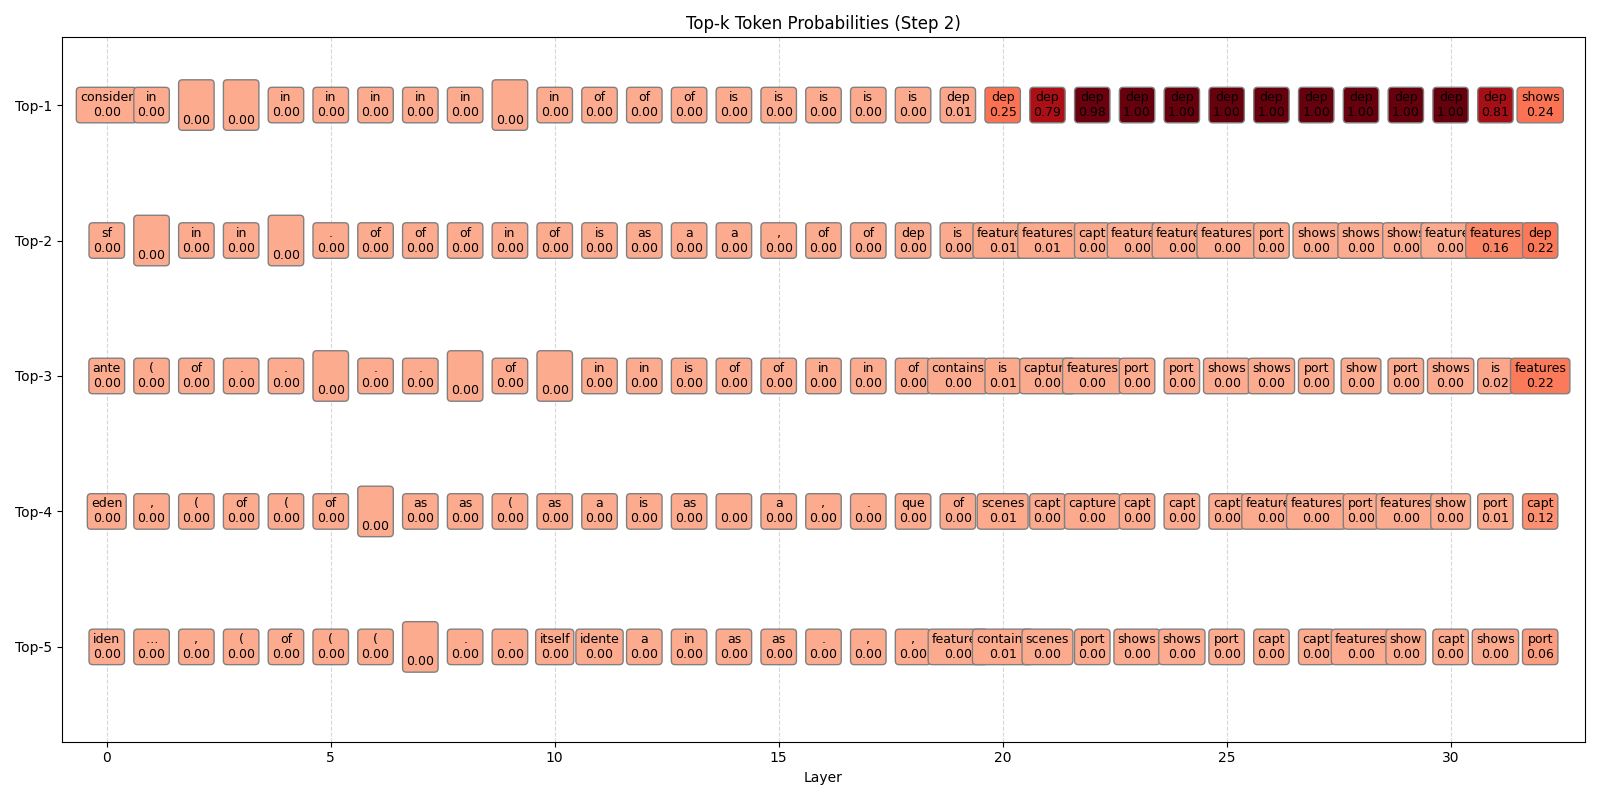 Top-k Token Probabilities (Step 2)
Top-1
consider in in in in in in in of of of is is is is is dep dep dep dep dep dep dep dep dep dep dep dep dep shows
0.00 0.00 0.00 0.00 0.00 0.00 0.00 0.00 0.00 0.00 0.00 0.00 0.00 0.00 0.00 0.00 0.00 0.00 0.00 0.01 0.25 0.79 0.98 1.00 1.00 1.00 1.00 1.00 1.00 1.00 1.00 0.81 0.24
Top-2
sf in in . of of of in of is as a a , of of dep is feature features capt feature feature features port shows shows shows feature features dep
0.00 0.00 0.00 0.00 0.00 0.00 0.00 0.00 0.00 0.00 0.00 0.00 0.00 0.00 0.00 0.00 0.00 0.00 0.00 0.00 0.01 0.01 0.00 0.00 0.00 0.00 0.00 0.00 0.00 0.00 0.00 0.16 0.22
Top-3
ante ( of . . . . of in in is of of in in of contains is captur features port port shows shows port show port shows is features
0.00 0.00 0.00 0.00 0.00 0.00 0.00 0.00 0.00 0.00 0.00 0.00 0.00 0.00 0.00 0.00 0.00 0.00 0.00 0.00 0.01 0.00 0.00 0.00 0.00 0.00 0.00 0.00 0.00 0.00 0.00 0.02 0.22
Top-4
eden , ( of ( of as as ( as a is as a , . que of scenes capt capture capt capt capt feature features port features show port capt
0.00 0.00 0.00 0.00 0.00 0.00 0.00 0.00 0.00 0.00 0.00 0.00 0.00 0.00 0.00 0.00 0.00 0.00 0.00 0.00 0.01 0.00 0.00 0.00 0.00 0.00 0.00 0.00 0.00 0.00 0.00 0.01 0.12
Top-5
iden ... , ( of ( ( . . itself idente a in as as . , , feature contain scenes port shows shows port capt capt features show capt shows port
0.00 0.00 0.00 0.00 0.00 0.00 0.00 0.00 0.00 0.00 0.00 0.00 0.00 0.00 0.00 0.00 0.00 0.00 0.00 0.00 0.01 0.00 0.00 0.00 0.00 0.00 0.00 0.00 0.00 0.00 0.00 0.00 0.06
0 5 10 15 20 25 30
Layer